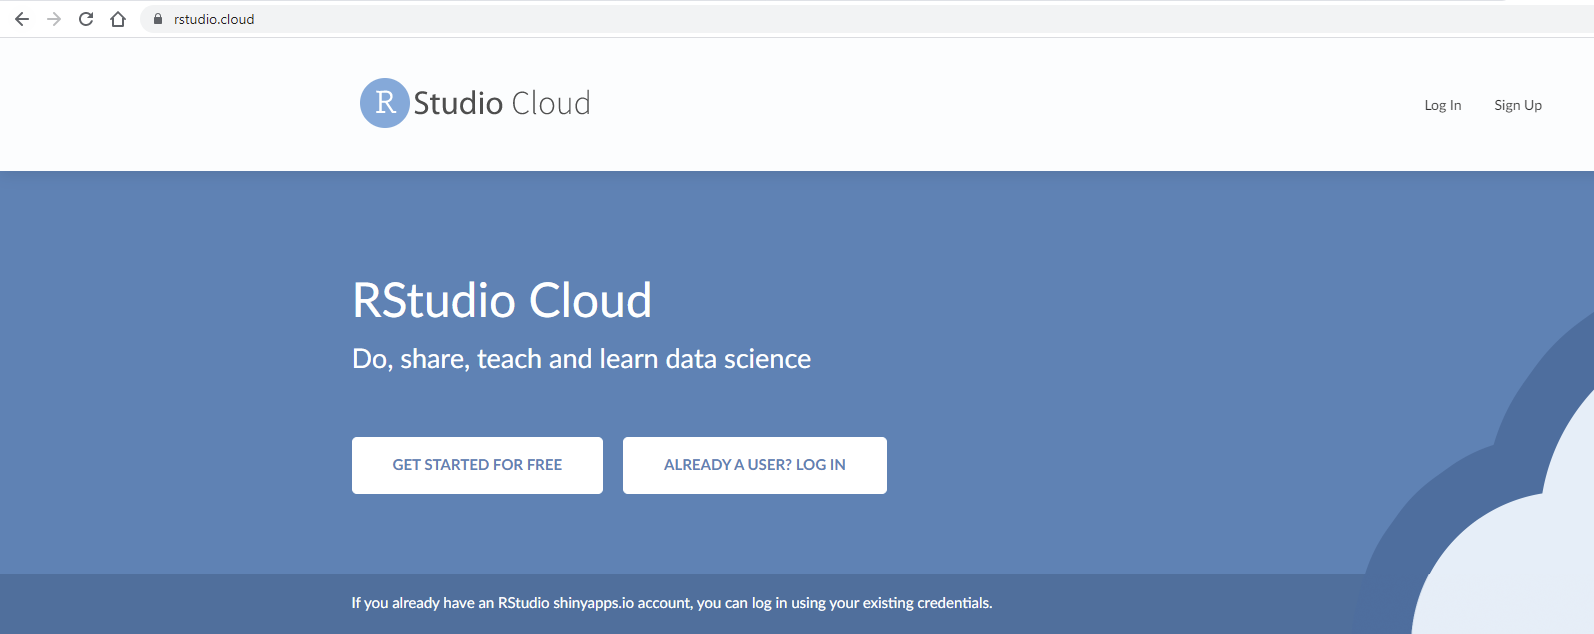 rstudio.cloud
R Studio Cloud
Log In
Sign Up
RStudio Cloud
Do, share, teach and learn data science
GET STARTED FOR FREE
ALREADY A USER? LOG IN
If you already have an RStudio shinyapps.io account, you can log in using your existing credentials.